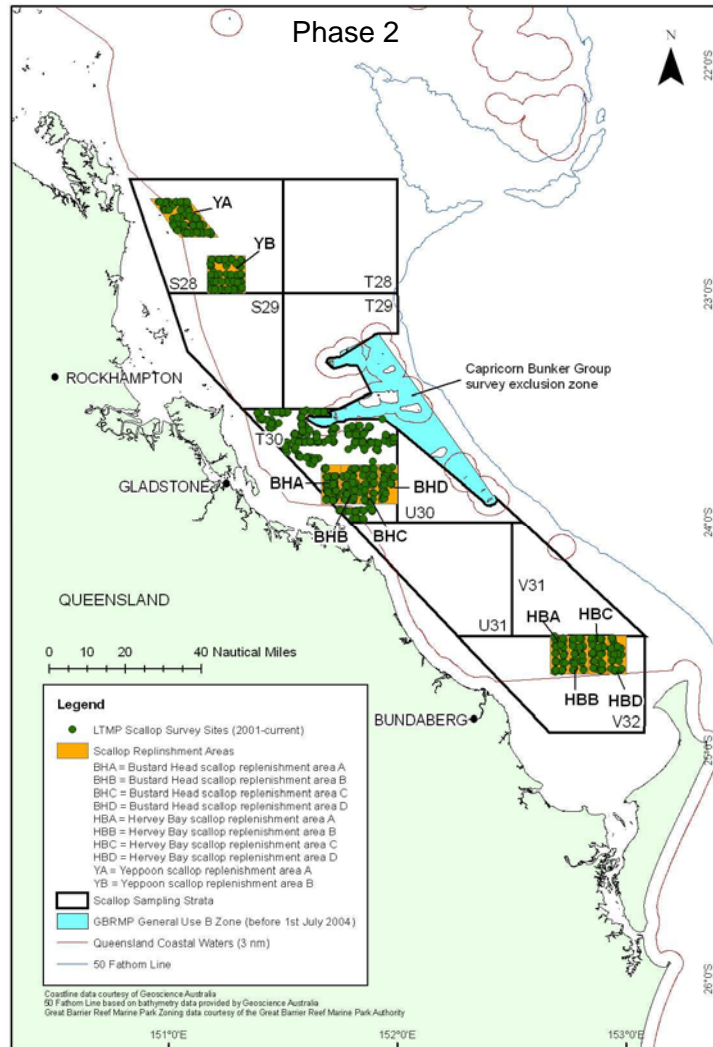 Phase 2
N
22°0'S
YA
YB
S28
T28
23°0'S
S29
T29
Capricorn Bunker Group
survey exclusion zone
ROCKHAMPTON
T30
GLADSTONE
BHA
BHD
U30
24°0'S
BHB
BHC
QUEENSLAND
V31
HBA
HBC
U31
0 10 20 40 Nautical Miles
HBB
HBD
BUNDABERG
V32
25°0'S
Legend
LTMP Scallop Survey Sites (2001-current)
Scallop Replinshment Areas
BHA = Bustard Head scallop replenishment area A
BHB = Bustard Head scallop replenishment area B
BHC = Bustard Head scallop replenishment area C
BHD = Bustard Head scallop replenishment area D
HBA = Hervey Bay scallop replenishment area A
HBB = Hervey Bay scallop replenishment area B
HBC = Hervey Bay scallop replenishment area C
HBD = Hervey Bay scallop replenishment area D
YA = Yeppoon scallop replenishment area A
YB = Yeppoon scallop replenishment area B
Scallop Sampling Strata
GBRMP General Use B Zone (before 1st July 2004)
Queensland Coastal Waters (3 nm)
50 Fathom Line
26°0'S
Coastline data courtesy of Geoscience Australia
50 Fathom Line based on bathymetry data provided by Geoscience Australia
Great Barrier Reef Marine Park Zoning data courtesy of the Great Barrier Reef Marine Park Authority
151°0'E
152°0'E
153°0'E